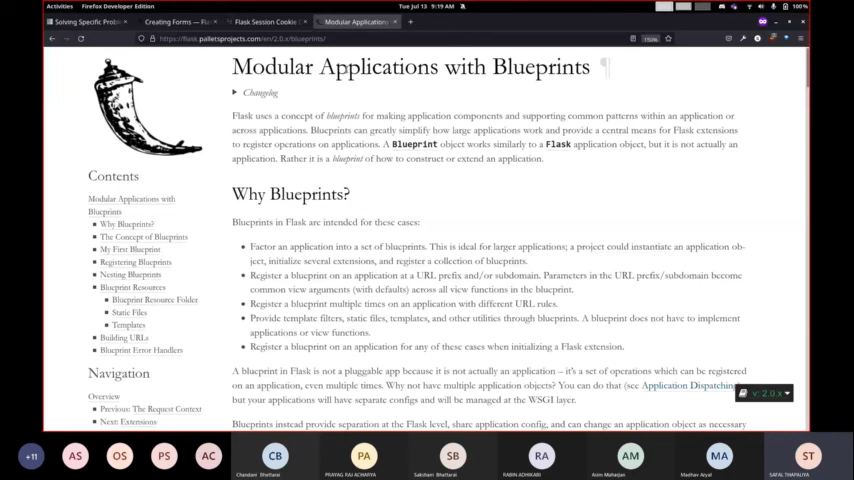 Activities Firefox Developer Edition
Tue Jul 13 9:19 AM
100%
Solving Specific Prob
Creating Forms — Fla
Flask Session Cookie
Modular Applications
https://flask.palletsprojects.com/en/2.0.x/blueprints/
150%
Modular Applications with Blueprints ¶
Changelog
Flask uses a concept of blueprints for making application components and supporting common patterns within an application or
across applications. Blueprints can greatly simplify how large applications work and provide a central means for Flask extensions
to register operations on applications. A Blueprint object works similarly to a Flask application object, but it is not actually an
application. Rather it is a blueprint of how to construct or extend an application.
Why Blueprints?
Blueprints in Flask are intended for these cases:
Factor an application into a set of blueprints. This is ideal for larger applications; a project could instantiate an application ob-
ject, initialize several extensions, and register a collection of blueprints.
Register a blueprint on an application at a URL prefix and/or subdomain. Parameters in the URL prefix/subdomain become
common view arguments (with defaults) across all view functions in the blueprint.
Register a blueprint multiple times on an application with different URL rules.
Provide template filters, static files, templates, and other utilities through blueprints. A blueprint does not have to implement
applications or view functions.
Register a blueprint on an application for any of these cases when initializing a Flask extension.
A blueprint in Flask is not a pluggable app because it is not actually an application – it's a set of operations which can be registered
on an application, even multiple times. Why not have multiple application objects? You can do that (see Application Dispatching
but your applications will have separate configs and will be managed at the WSGI layer.
Blueprints instead provide separation at the Flask level, share application config, and can change an application object as necessary
Contents
Modular Applications with
Blueprints
Why Blueprints?
The Concept of Blueprints
My First Blueprint
Registering Blueprints
Nesting Blueprints
Blueprint Resources
Blueprint Resource Folder
Static Files
Templates
Building URLs
Blueprint Error Handlers
Navigation
Overview
Previous: The Request Context
Next: Extensions
v: 2.0.x
+11
AS
OS
PS
AC
CB
PA
SB
RA
AM
MA
ST
Chandani Bhattarai
PRAYAG RAJ ACHARYA
Saksham Bhattarai
RABIN ADHIKARI
Asim Maharjan
Madhav Aryal
SAFAL THAPALIYA